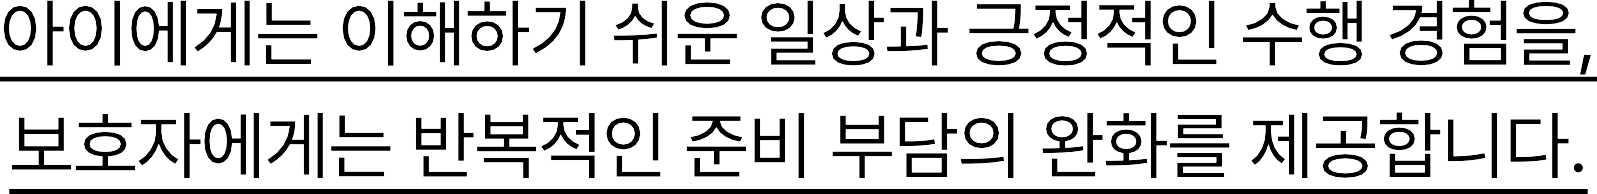 아이에게는 이해하기 쉬운 일상과 긍정적인 수행 경험을,
보호자에게는 반복적인 준비 부담의 완화를 제공합니다.